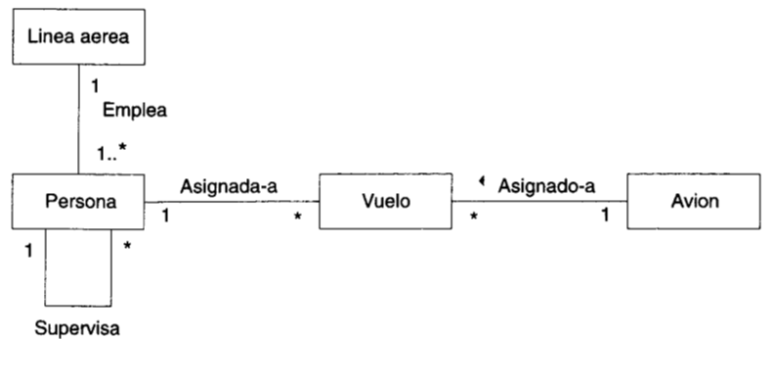 Linea aerea
1
Emplea
1..*
Persona
Asignada-a
1
*
Vuelo
Asignado-a
*
1
Avion
1
*
Supervisa